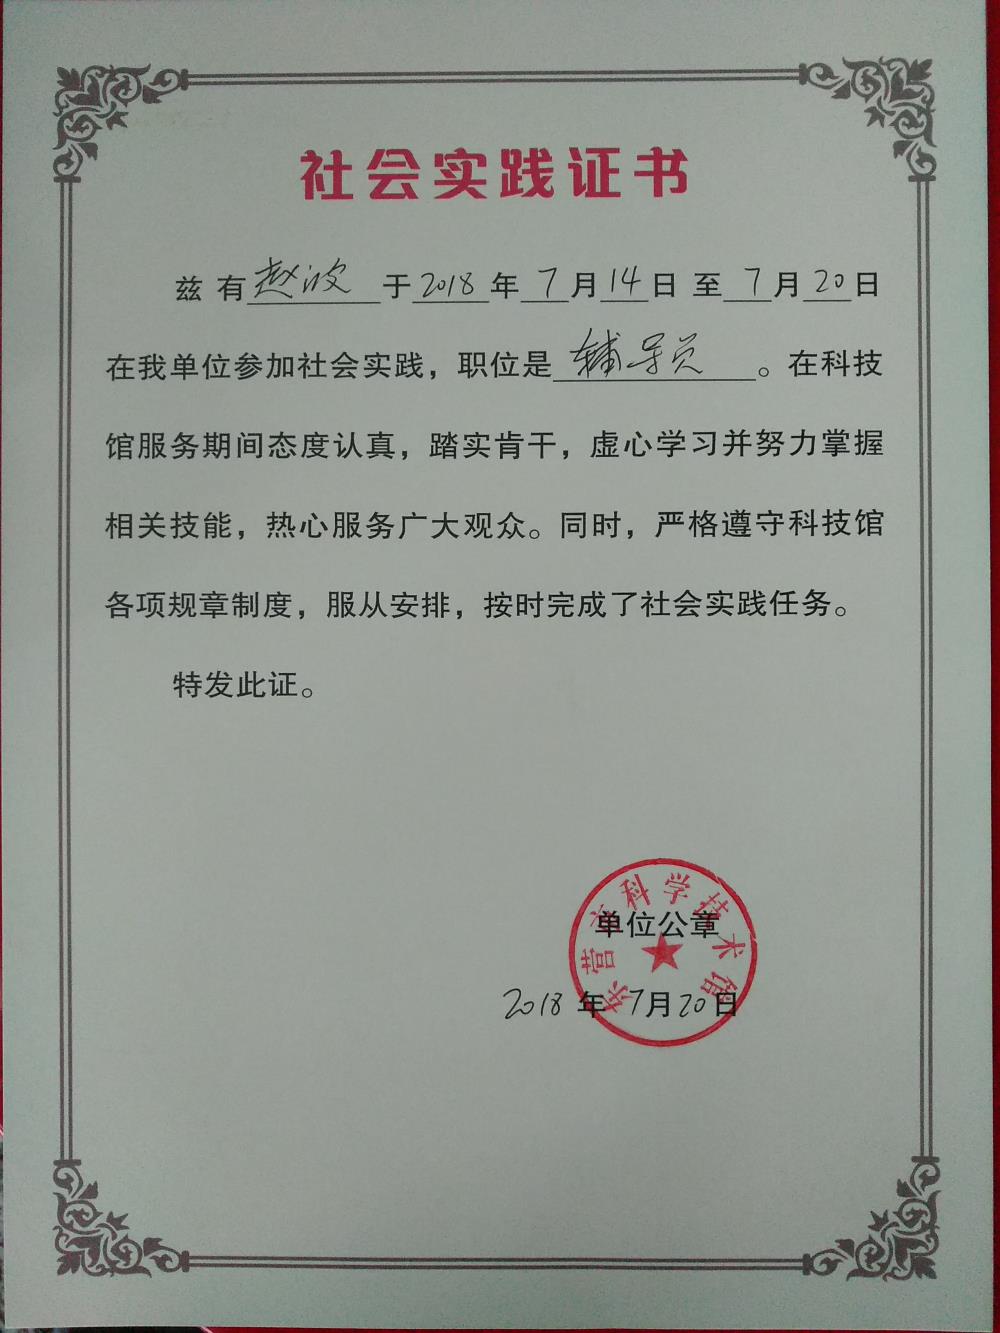 社会实践证书
兹有赵波于2018年7月14日至7月20日
在我单位参加社会实践，职位是辅导员。在科技
馆服务期间态度认真，踏实肯干，虚心学习并努力掌握
相关技能，热心服务广大观众。同时，严格遵守科技馆
各项规章制度，服从安排，按时完成了社会实践任务。
特发此证。
东营市科学技术馆
单位公章
2018年7月20日